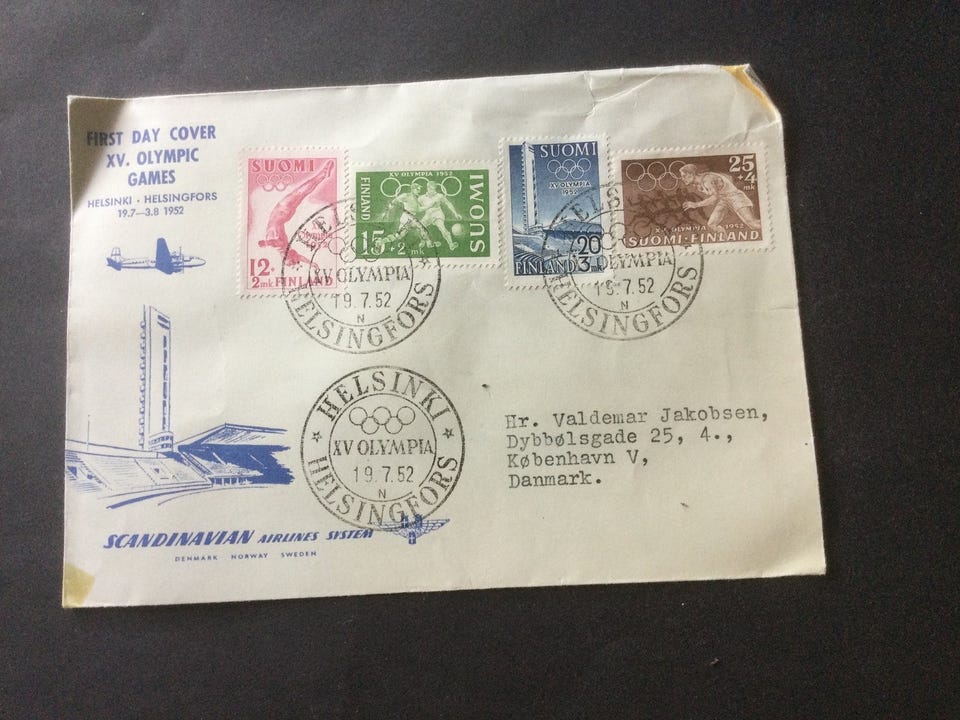 FIRST DAY COVER
XV. OLYMPIC
GAMES
HELSINKI · HELSINGFORS
19.7—3.8 1952
SUOMI
12+
2mk FINLAND
XV OLYMPIA 1952
FINLAND
SUOMI
15
+2 mk
SUOMI
XV OLYMPIA
1952
20
FINLAND 3 mk
25
+4
mk
XV OLYMPIA 1952
SUOMI-FINLAND
XV OLYMPIA
19.7.52
N
HELSINGFORS
OLYMPIA
19.7.52
N
HELSINGFORS
HELSINKI
XV OLYMPIA
19.7.52
N
HELSINGFORS
Hr. Valdemar Jakobsen,
Dybbølsgade 25, 4.,
København V,
Danmark.
SCANDINAVIAN AIRLINES SYSTEM
DENMARK NORWAY SWEDEN